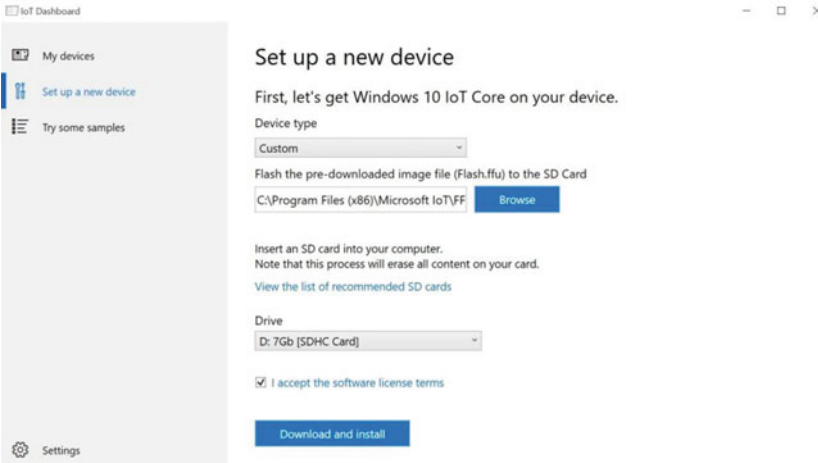 IoT Dashboard
My devices
Set up a new device
Try some samples
Settings
Set up a new device
First, let's get Windows 10 IoT Core on your device.
Device type
Custom
Flash the pre-downloaded image file (Flash.ffu) to the SD Card
C:\Program Files (x86)\Microsoft IoT\FF
Browse
Insert an SD card into your computer.
Note that this process will erase all content on your card.
View the list of recommended SD cards
Drive
D: 7Gb [SDHC Card]
I accept the software license terms
Download and install